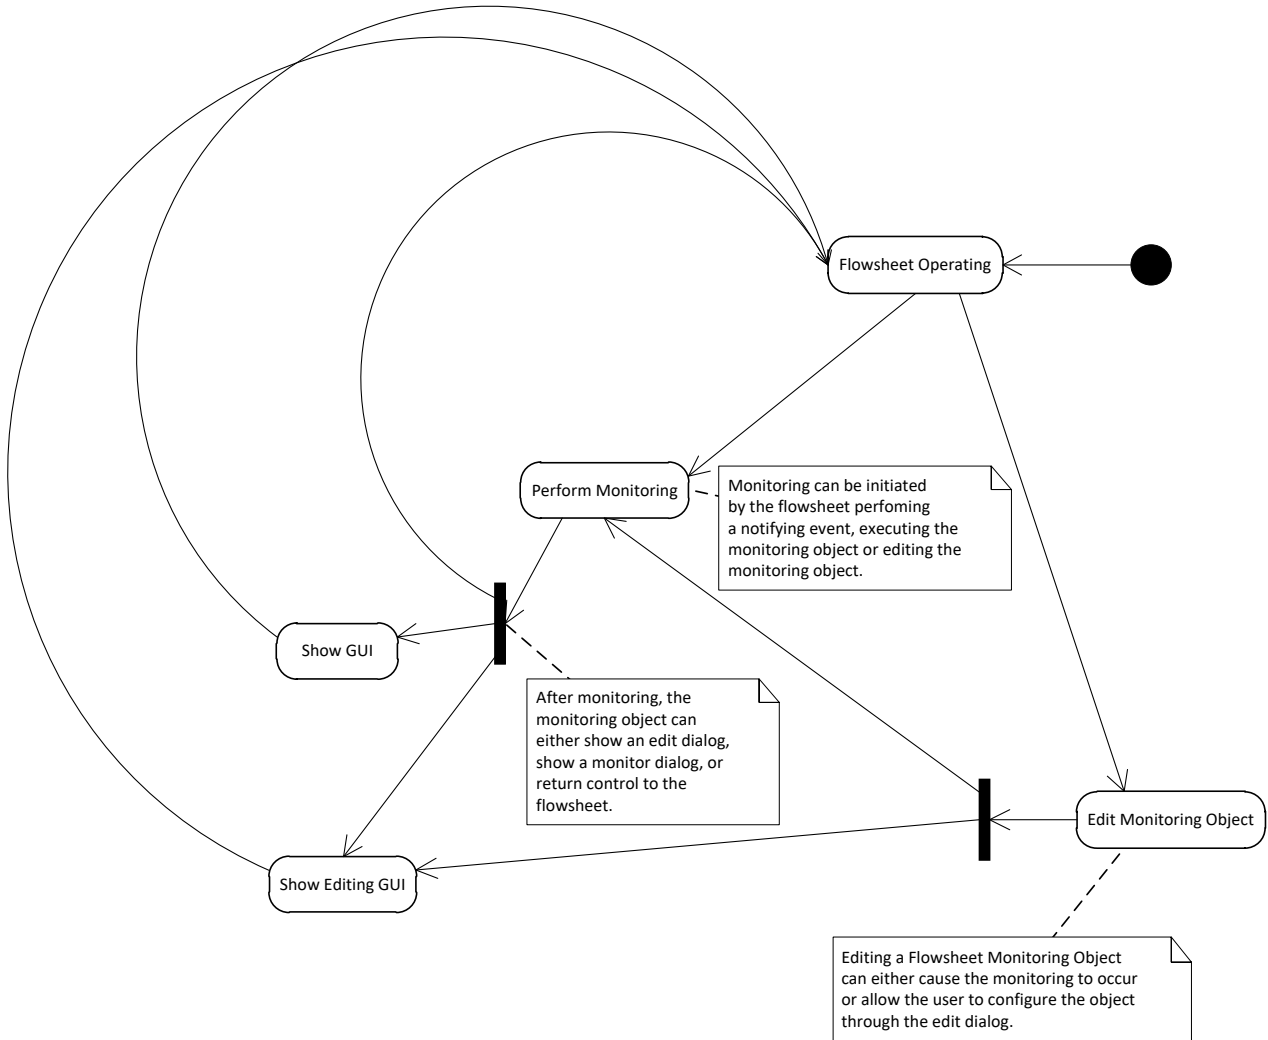 Flowsheet Operating
Perform Monitoring
Monitoring can be initiated
by the flowsheet perfoming
a notifying event, executing the
monitoring object or editing the
monitoring object.
Show GUI
After monitoring, the
monitoring object can
either show an edit dialog,
show a monitor dialog, or
return control to the
flowsheet.
Edit Monitoring Object
Show Editing GUI
Editing a Flowsheet Monitoring Object
can either cause the monitoring to occur
or allow the user to configure the object
through the edit dialog.